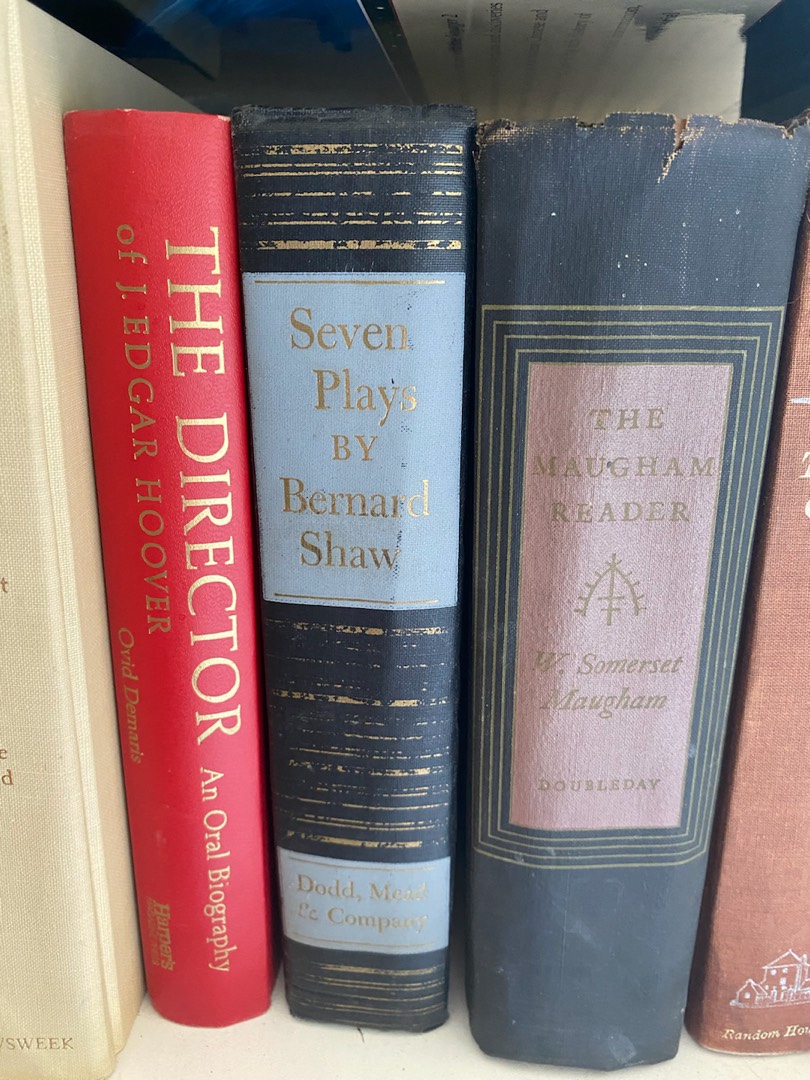 THE DIRECTOR An Oral Biography
of J. EDGAR HOOVER
Ovid Demaris
Harper's
Seven
Plays
BY
Bernard
Shaw
Dodd, Mead
& Company
THE
MAUGHAM
READER
W. Somerset
Maugham
DOUBLEDAY
Random